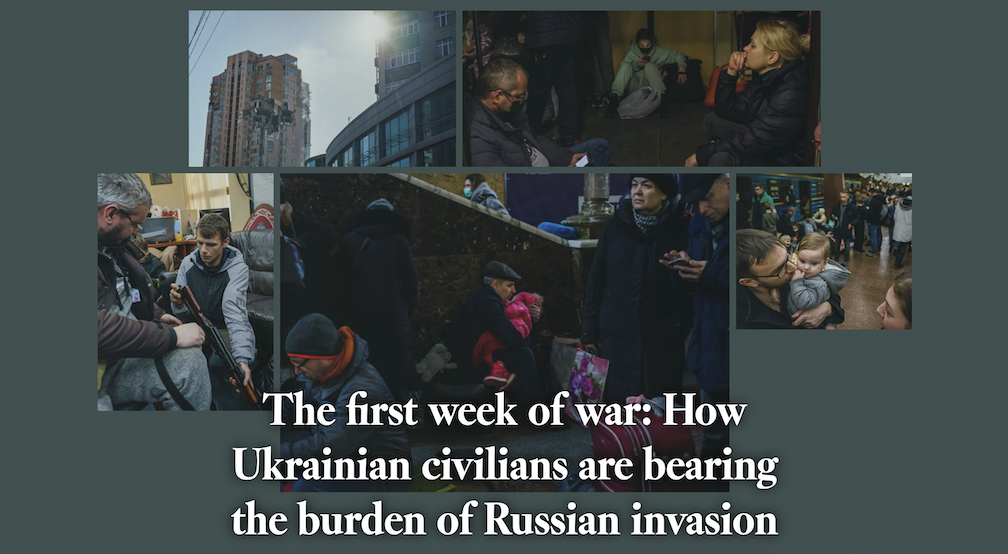 The first week of war: How
Ukrainian civilians are bearing
the burden of Russian invasion